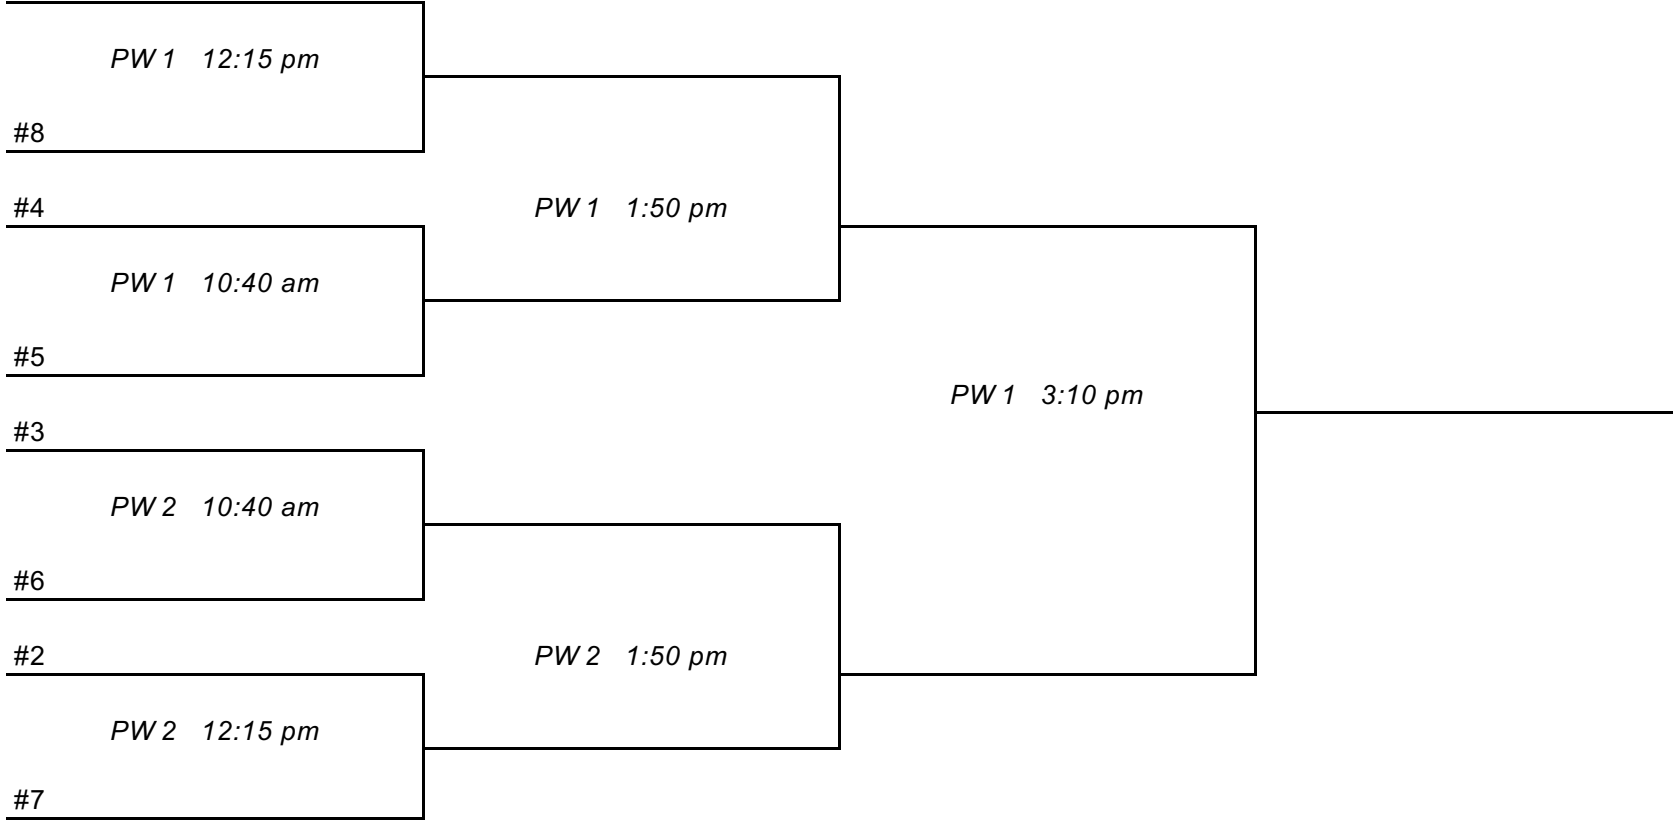 PW 1 12:15 pm
#8
#4
PW 1 1:50 pm
PW 1 10:40 am
#5
PW 1 3:10 pm
#3
PW 2 10:40 am
#6
#2
PW 2 1:50 pm
PW 2 12:15 pm
#7